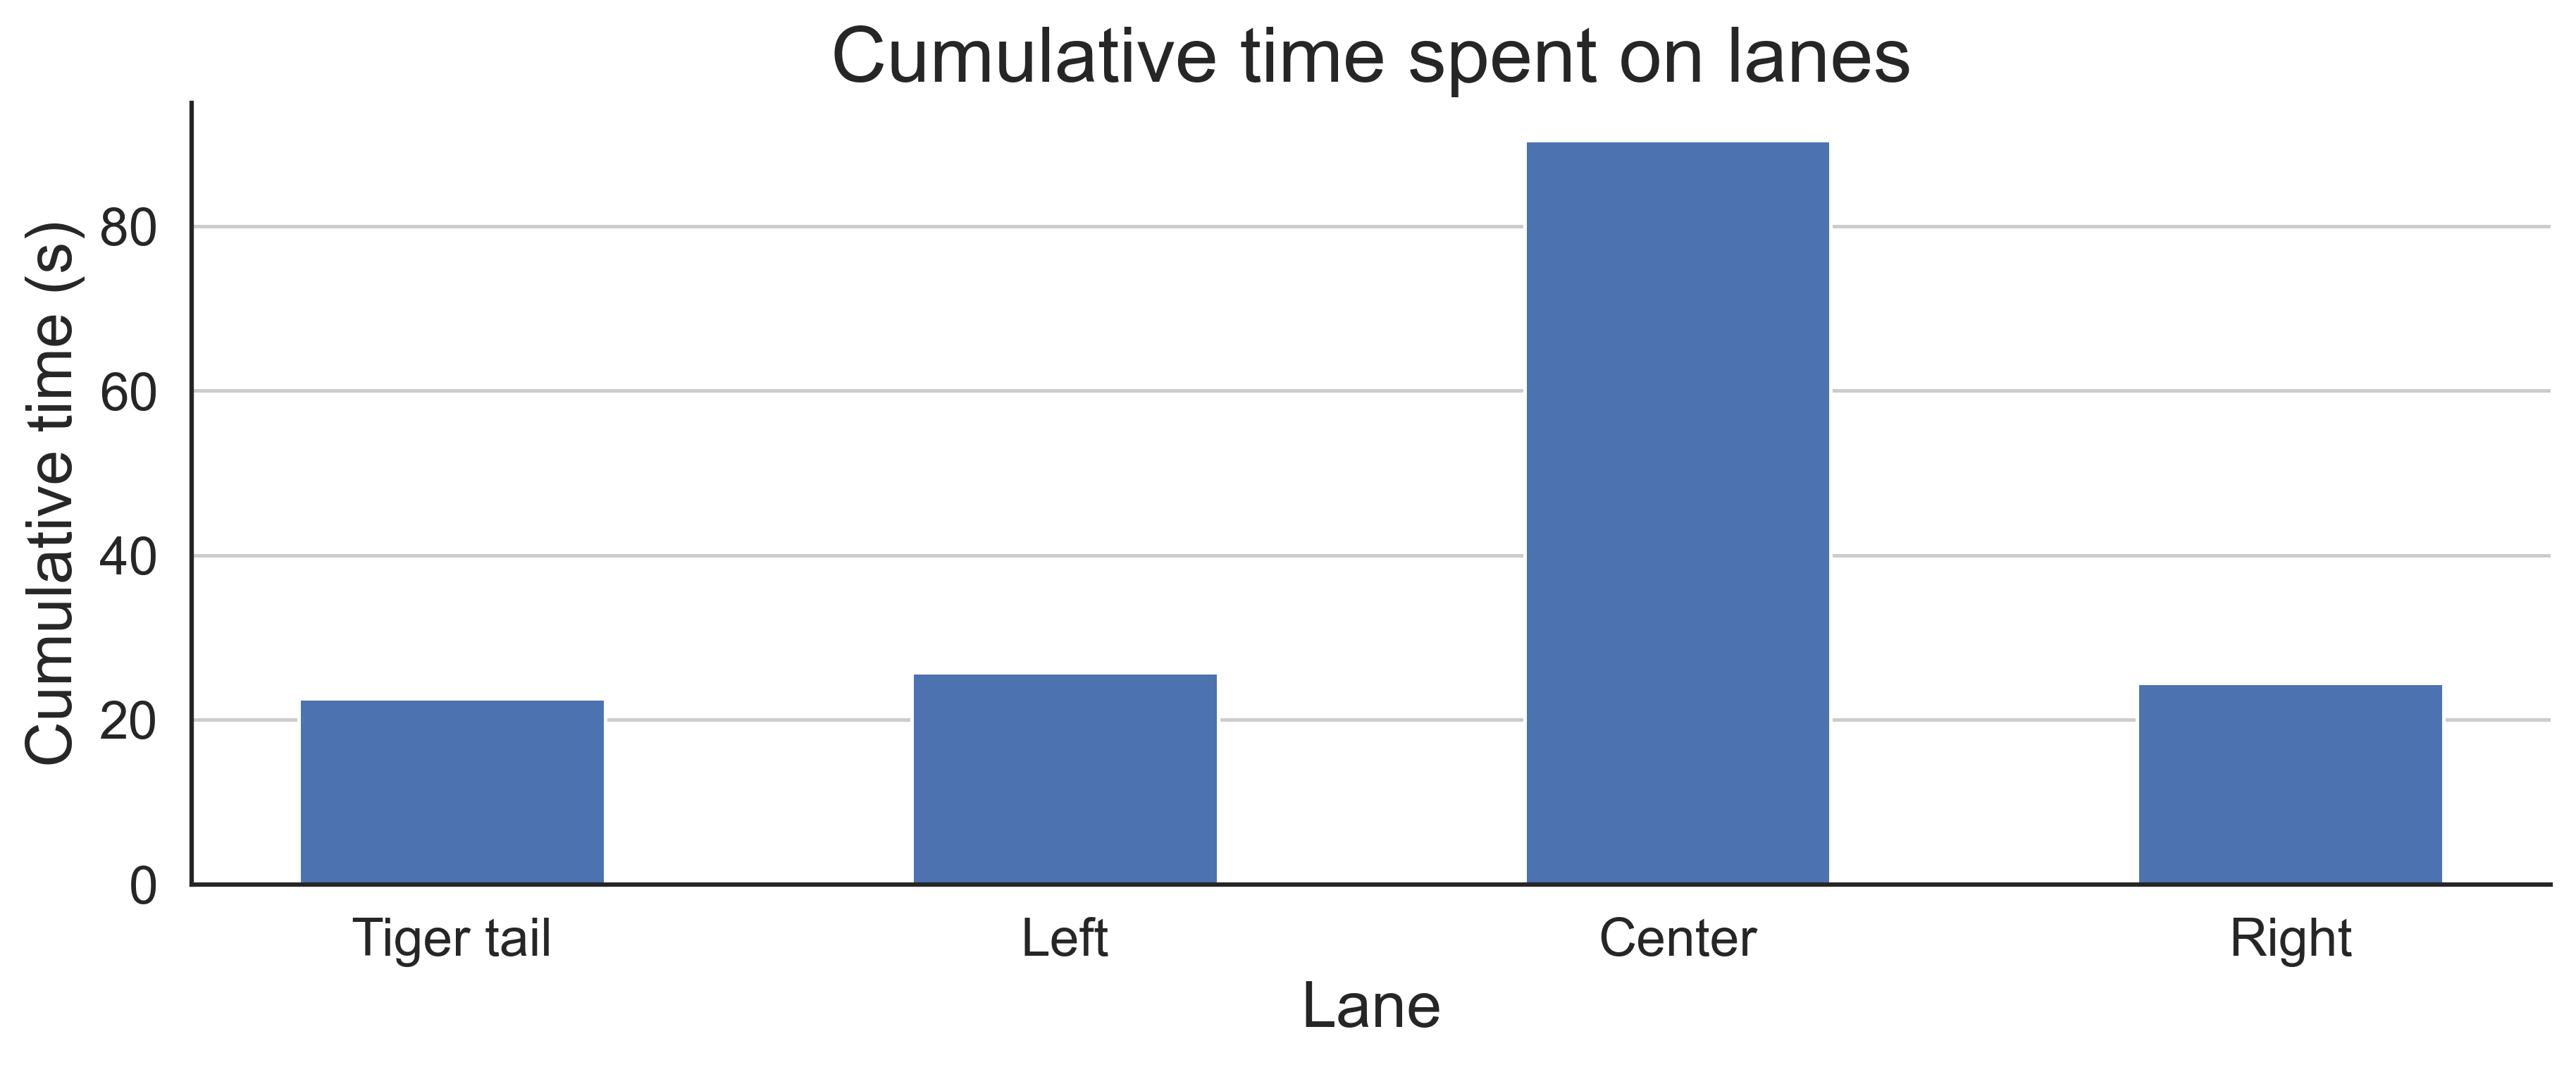 Cumulative time spent on lanes
Cumulative time (s)
80
60
40
20
0
Tiger tail Left Center Right
Lane